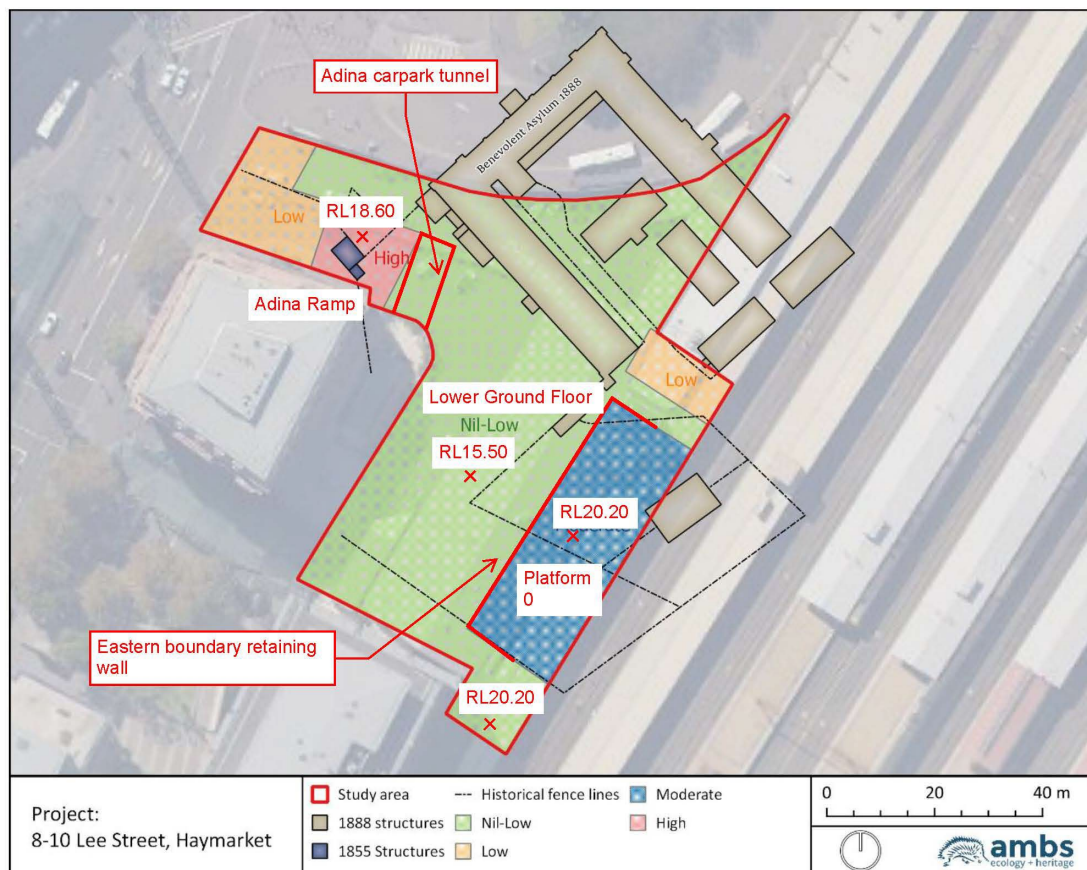 Adina carpark tunnel
Benevolent Asylum 1888
Low
RL18.60
High
Adina Ramp
Low
Lower Ground Floor
Nil-Low
RL15.50
RL20.20
Platform
0
Eastern boundary retaining
wall
RL20.20
Project:
8-10 Lee Street, Haymarket
Study area
Historical fence lines
Moderate
1888 structures
Nil-Low
High
1855 Structures
Low
0 20 40 m
ambs
ecology + heritage